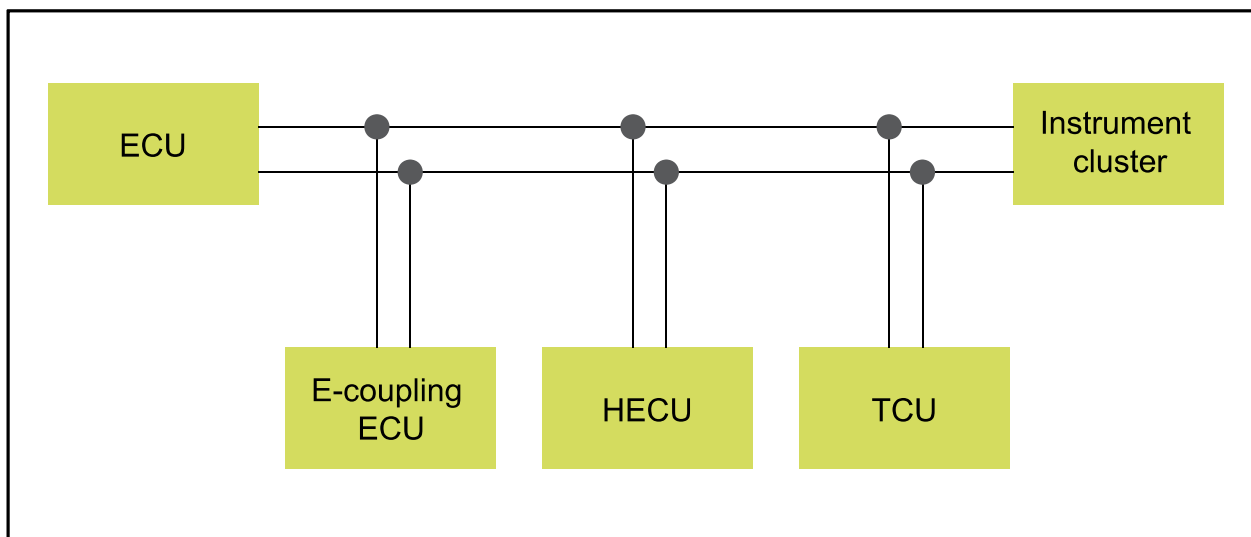 ECU
Instrument
cluster
E-coupling
ECU
HECU
TCU